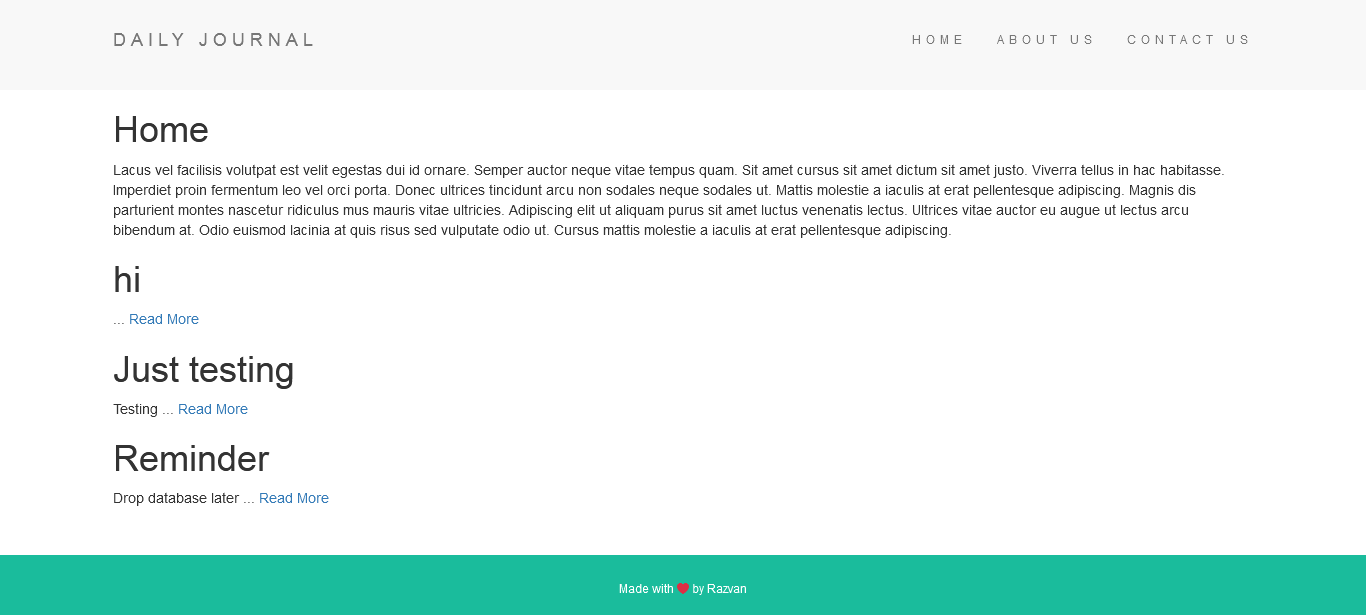 DAILY JOURNAL
HOME ABOUT US CONTACT US
Home
Lacus vel facilisis volutpat est velit egestas dui id ornare. Semper auctor neque vitae tempus quam. Sit amet cursus sit amet dictum sit amet justo. Viverra tellus in hac habitasse.
Imperdiet proin fermentum leo vel orci porta. Donec ultrices tincidunt arcu non sodales neque sodales ut. Mattis molestie a iaculis at erat pellentesque adipiscing. Magnis dis
parturient montes nascetur ridiculus mus mauris vitae ultricies. Adipiscing elit ut aliquam purus sit amet luctus venenatis lectus. Ultrices vitae auctor eu augue ut lectus arcu
bibendum at. Odio euismod lacinia at quis risus sed vulputate odio ut. Cursus mattis molestie a iaculis at erat pellentesque adipiscing.
hi
... Read More
Just testing
Testing ... Read More
Reminder
Drop database later ... Read More
Made with ❤ by Razvan